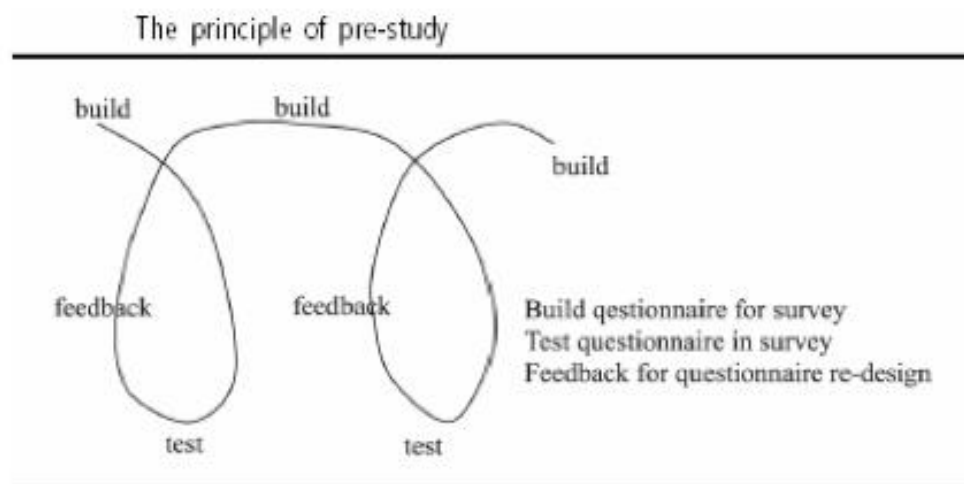 The principle of pre-study
build
build
build
feedback
feedback
Build qestionnaire for survey
Test questionnaire in survey
Feedback for questionnaire re-design
test
test